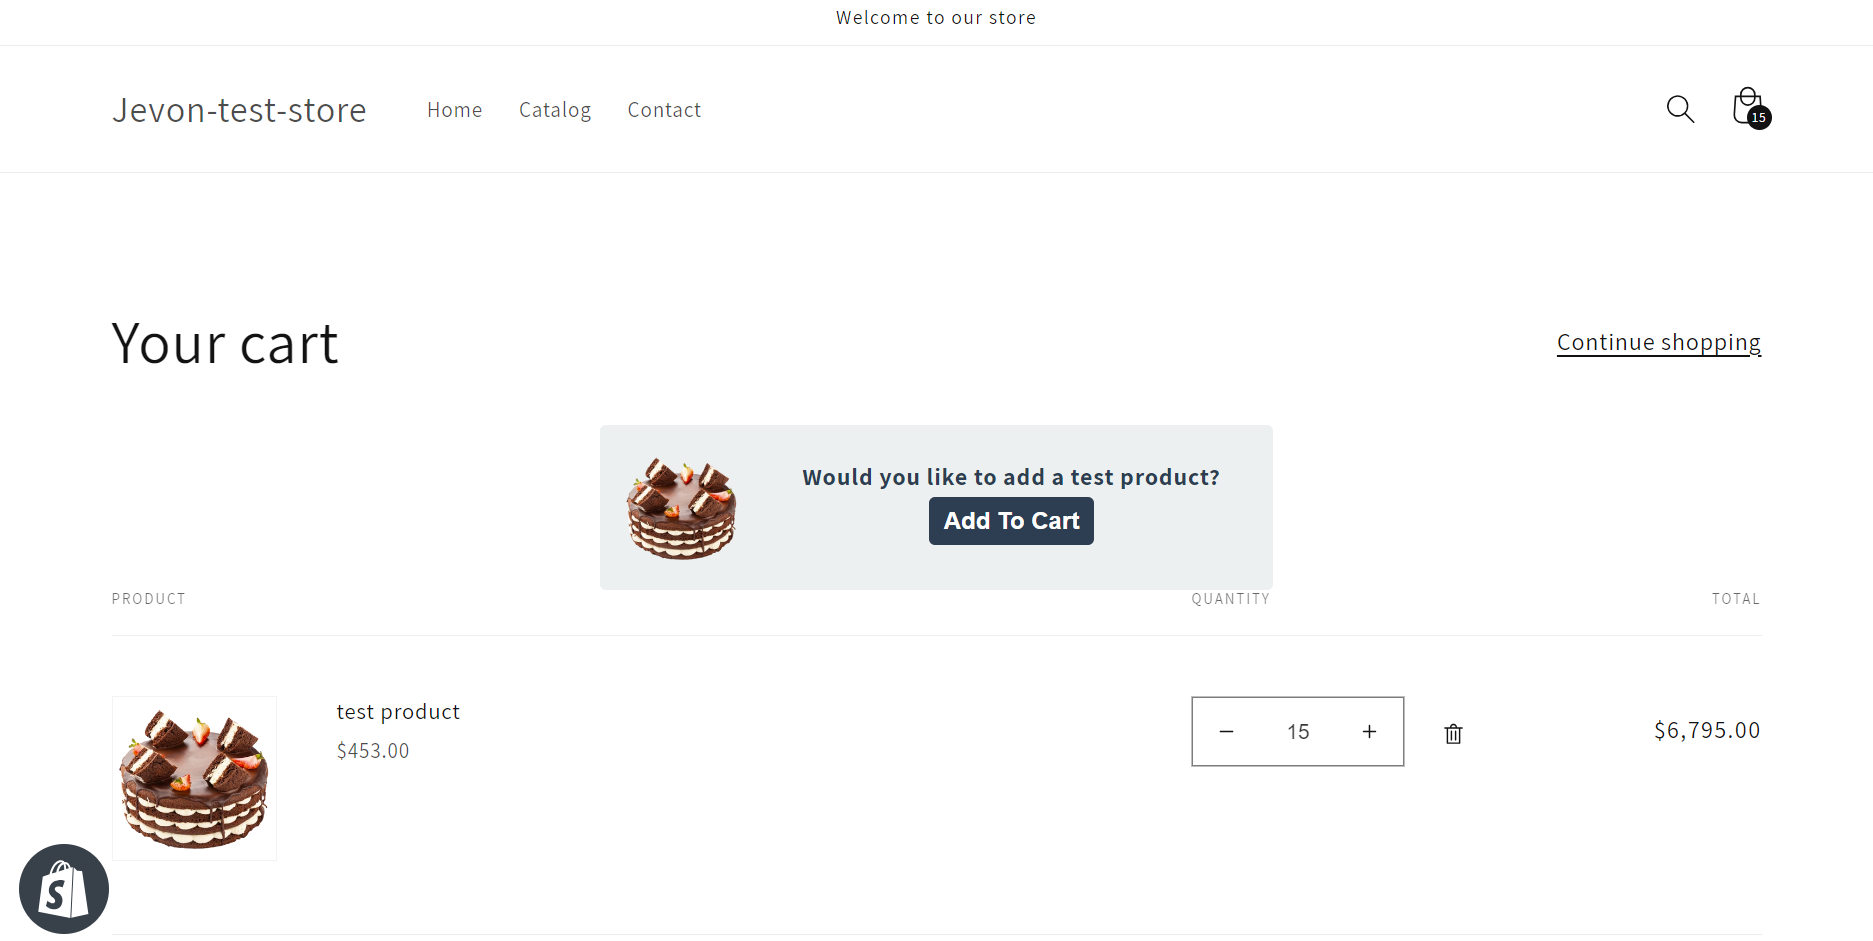 Welcome to our store
Jevon-test-store
Home
Catalog
Contact
15
Your cart
Continue shopping
Would you like to add a test product?
Add To Cart
PRODUCT
QUANTITY
TOTAL
test product
$453.00
15
$6,795.00
S